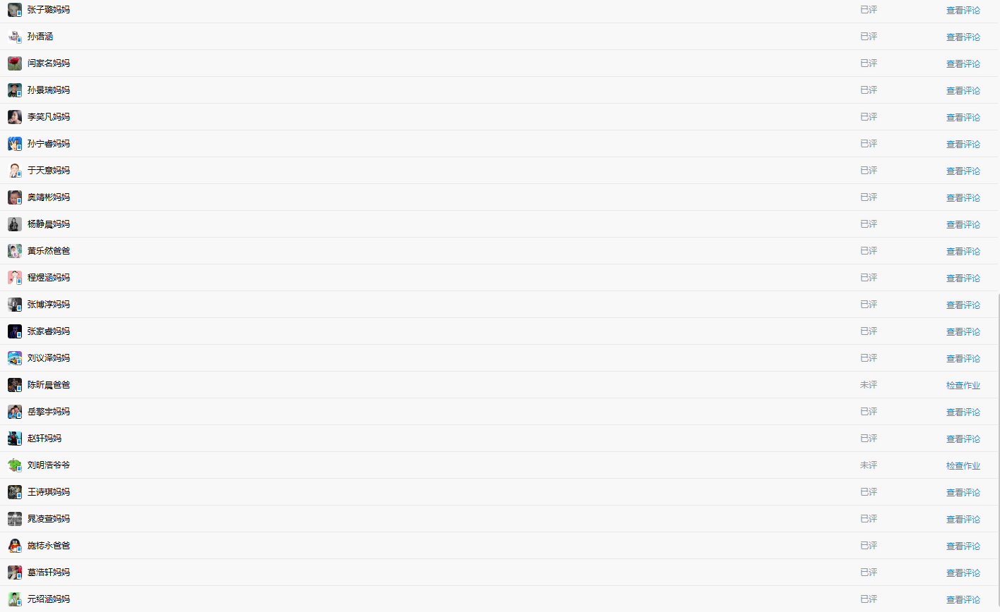 张子璐妈妈 已评 查看评论
孙语涵 已评 查看评论
闫家名妈妈 已评 查看评论
孙景瑞妈妈 已评 查看评论
李笑凡妈妈 已评 查看评论
孙宁睿妈妈 已评 查看评论
于天意妈妈 已评 查看评论
奥靖彬妈妈 已评 查看评论
杨静晨妈妈 已评 查看评论
黄乐然爸爸 已评 查看评论
程煜涵妈妈 已评 查看评论
张博淳妈妈 已评 查看评论
张家睿妈妈 已评 查看评论
刘议泽妈妈 已评 查看评论
陈昕晨爸爸 未评 检查作业
岳擎宇妈妈 已评 查看评论
赵轩妈妈 已评 查看评论
刘明浩爷爷 未评 检查作业
王诗琪妈妈 已评 查看评论
晁凌萱妈妈 已评 查看评论
施梽永爸爸 已评 查看评论
葛浩轩妈妈 已评 查看评论
元绍涵妈妈 已评 查看评论